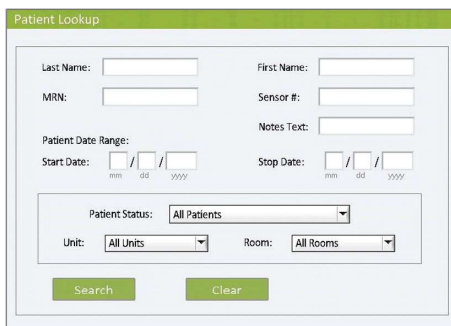 Patient Lookup
Last Name: First Name:
MRN: Sensor #:
Notes Text:
Patient Date Range:
Start Date: / / Stop Date: / /
mm dd yyyy mm dd yyyy
Patient Status: All Patients
Unit: All Units Room: All Rooms
Search Clear